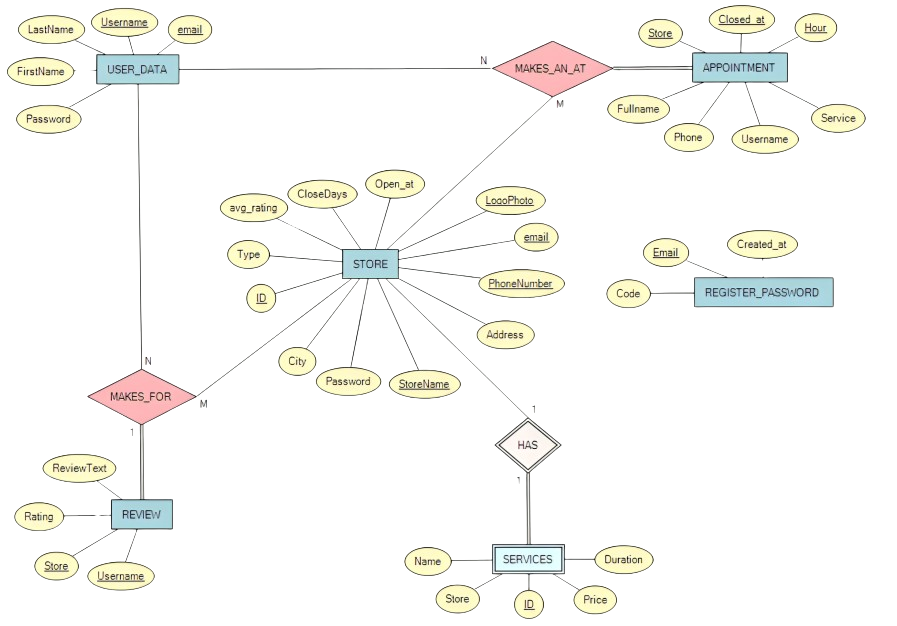 LastName
Username
email
FirstName
USER_DATA
Password
N
MAKES_AN_AT
M
Store
Closed_at
Hour
APPOINTMENT
Fullname
Phone
Username
Service
avg_rating
CloseDays
Open_at
LogoPhoto
email
Type
STORE
PhoneNumber
ID
Address
City
Password
StoreName
Email
Created_at
Code
REGISTER_PASSWORD
N
MAKES_FOR
M
1
ReviewText
Rating
REVIEW
Store
Username
1
HAS
1
Name
SERVICES
Duration
Store
ID
Price